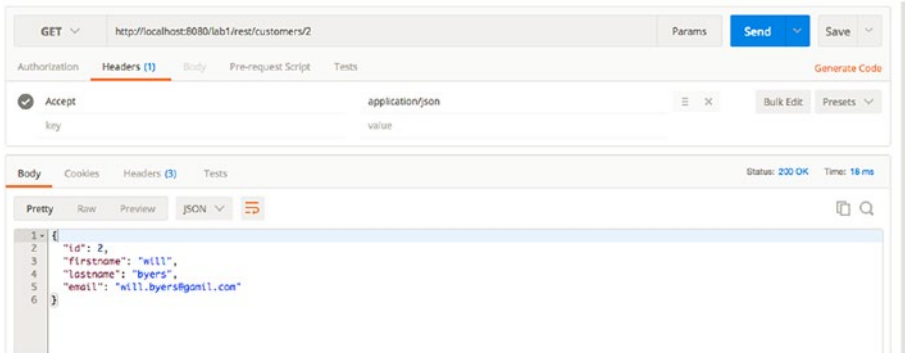 GET http://localhost:8080/lab1/rest/customers/2 Params Send Save
Authorization Headers (1) Body Pre-request Script Tests Generate Code
Accept application/json Bulk Edit Presets
key value
Body Cookies Headers (3) Tests Status: 200 OK Time: 18 ms
Pretty Raw Preview JSON
1 {
2 "id": 2,
3 "firstname": "will",
4 "lastname": "byers",
5 "email": "will.byers@gamil.com"
6 }